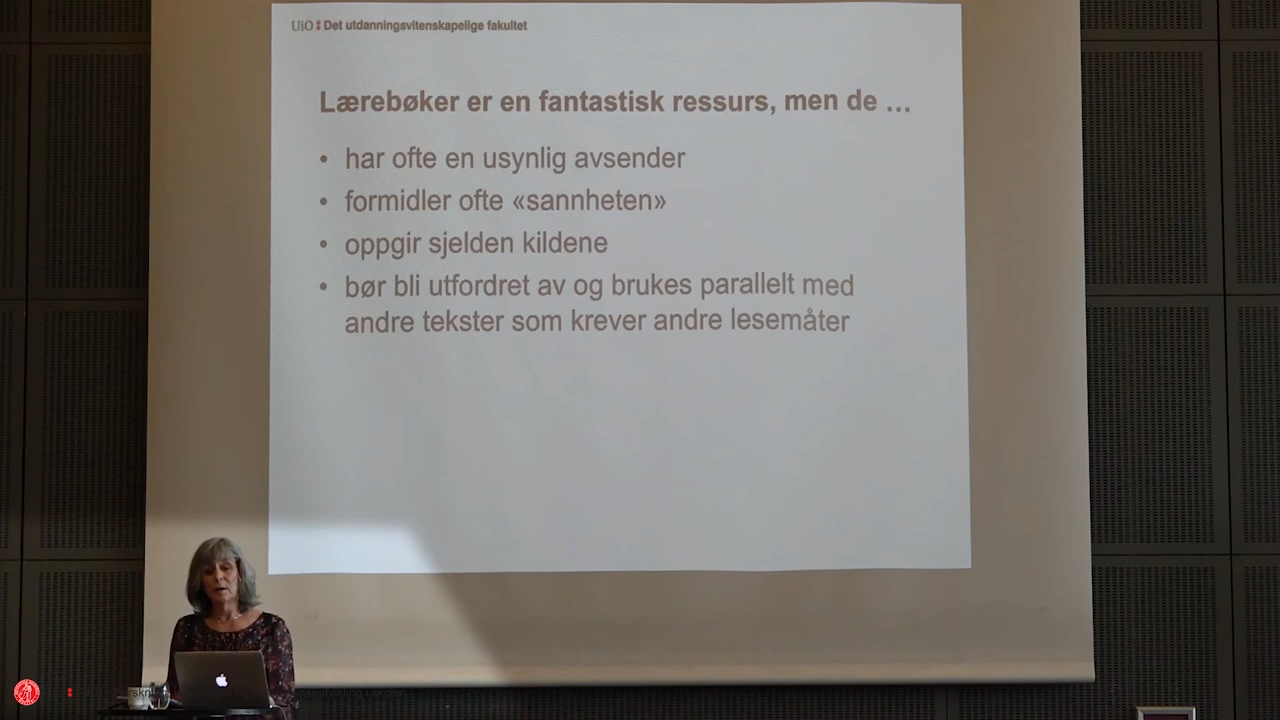 UiO: Det utdanningsvitenskapelige fakultet
Lærebøker er en fantastisk ressurs, men de …
• har ofte en usynlig avsender
• formidler ofte «sannheten»
• oppgir sjelden kildene
• bør bli utfordret av og brukes parallelt med
andre tekster som krever andre lesemåter